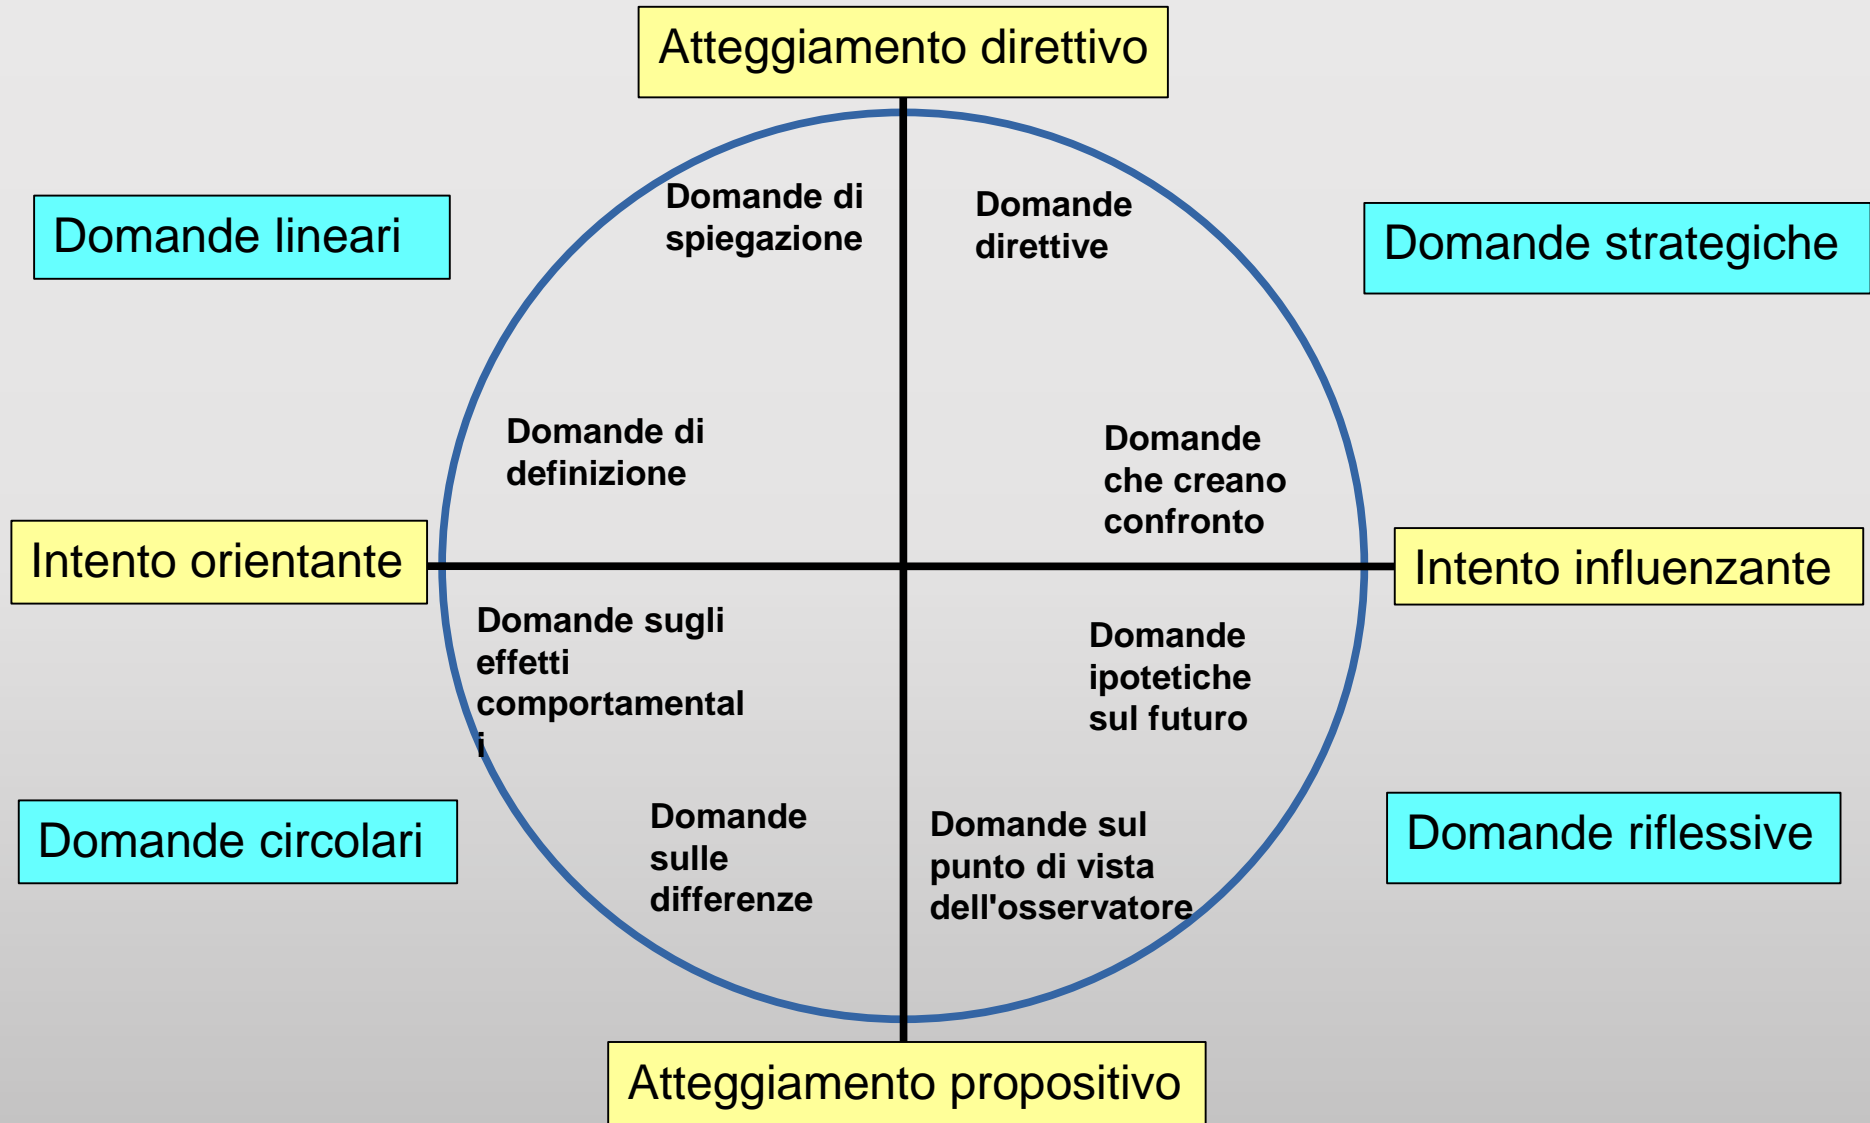 Atteggiamento direttivo
Domande lineari
Domande di
spiegazione
Domande
direttive
Domande strategiche
Domande di
definizione
Domande
che creano
confronto
Intento orientante
Intento influenzante
Domande sugli
effetti
comportamental
i
Domande
ipotetiche
sul futuro
Domande circolari
Domande
sulle
differenze
Domande sul
punto di vista
dell'osservatore
Domande riflessive
Atteggiamento propositivo